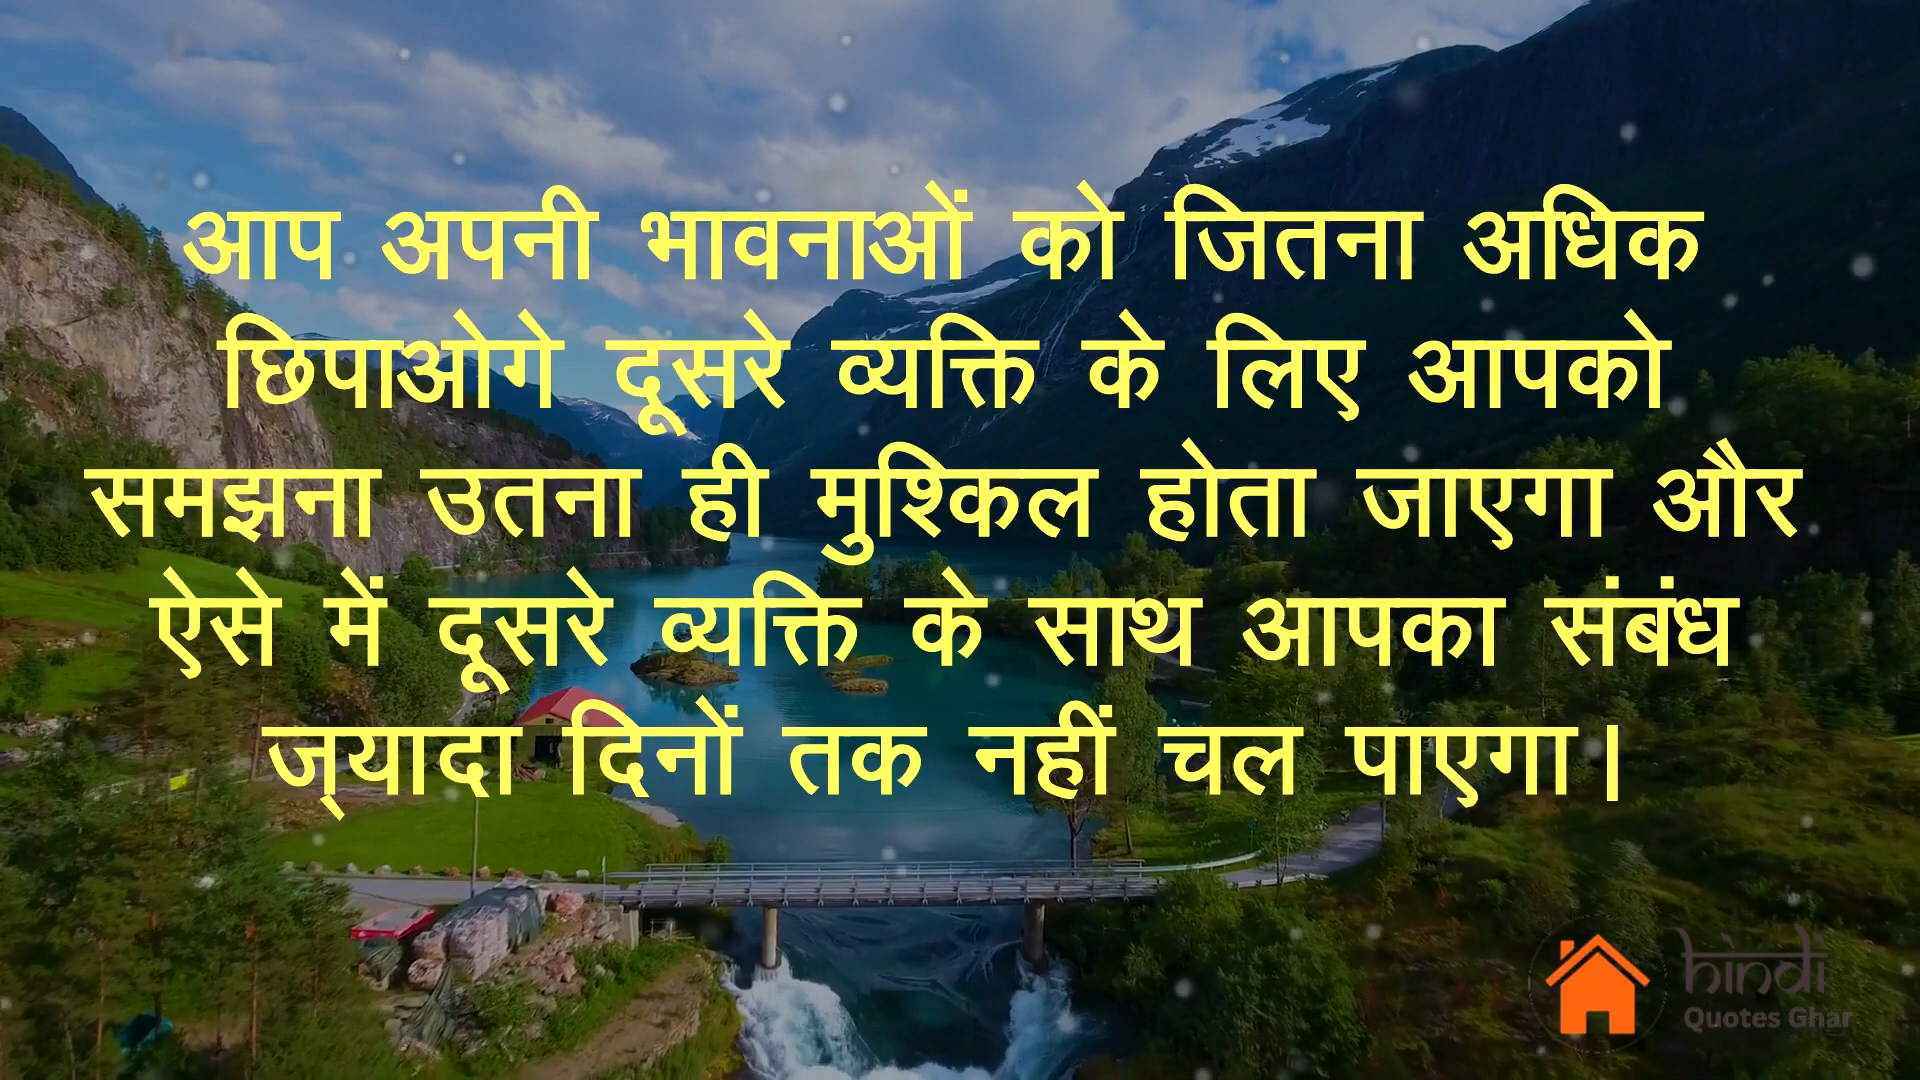 आप अपनी भावनाओं को जितना अधिक
छिपाओगे दूसरे व्यक्ति के लिए आपको
समझना उतना ही मुश्किल होता जाएगा और
ऐसे में दूसरे व्यक्ति के साथ आपका संबंध
ज्‌यादा दिनों तक नहीं चल पाएगा।
hindi
Quotes Ghar